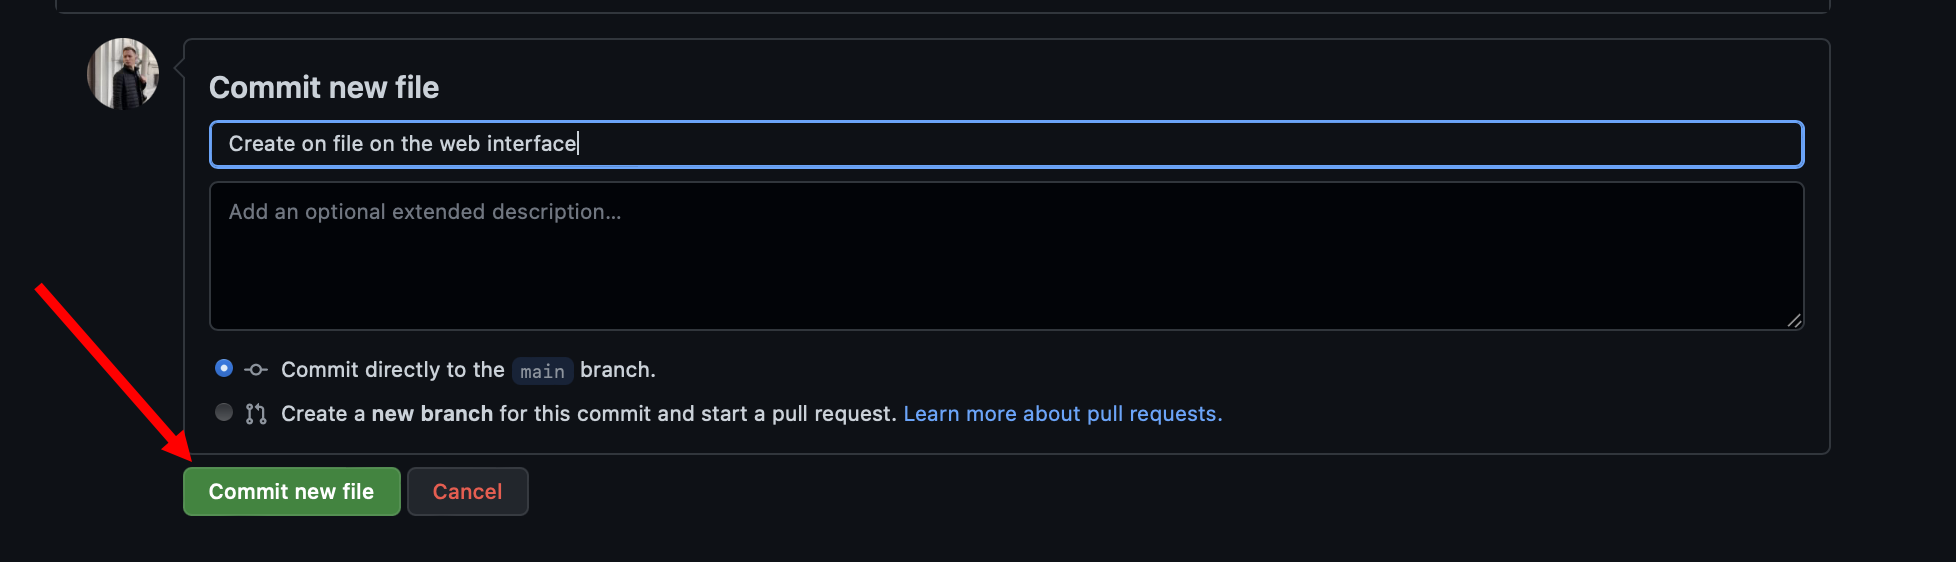 Commit new file
Create on file on the web interface
Add an optional extended description...
Commit directly to the main branch.
Create a new branch for this commit and start a pull request. Learn more about pull requests.
Commit new file
Cancel